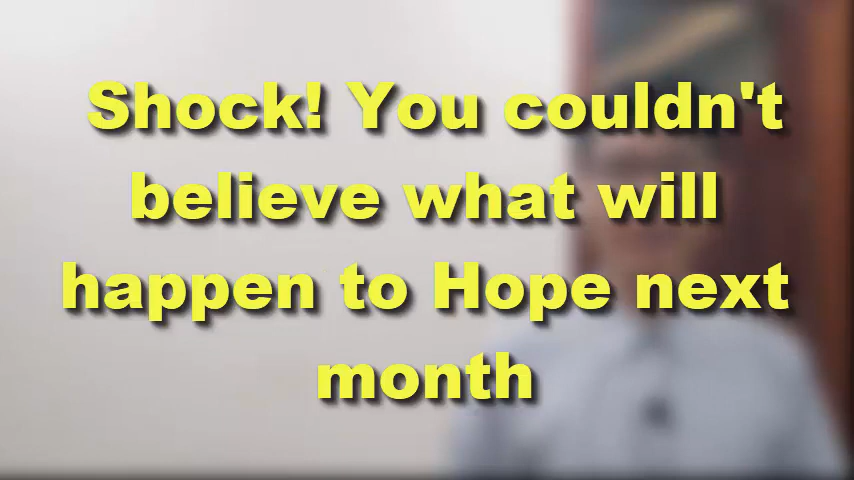 Shock! You couldn't
believe what will
happen to Hope next
month